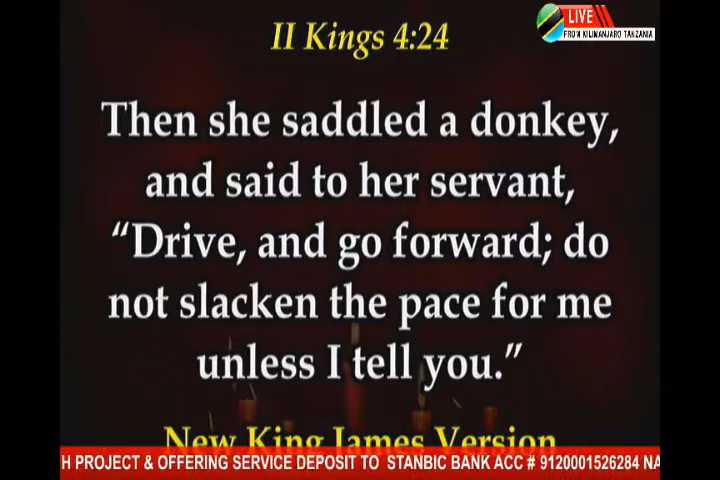 II Kings 4:24
LIVE
FROM KILIMANJARO TANZANIA
Then she saddled a donkey,
and said to her servant,
“Drive, and go forward; do
not slacken the pace for me
unless I tell you.”
New King James Version
H PROJECT & OFFERING SERVICE DEPOSIT TO STANBIC BANK ACC # 9120001526284 NA